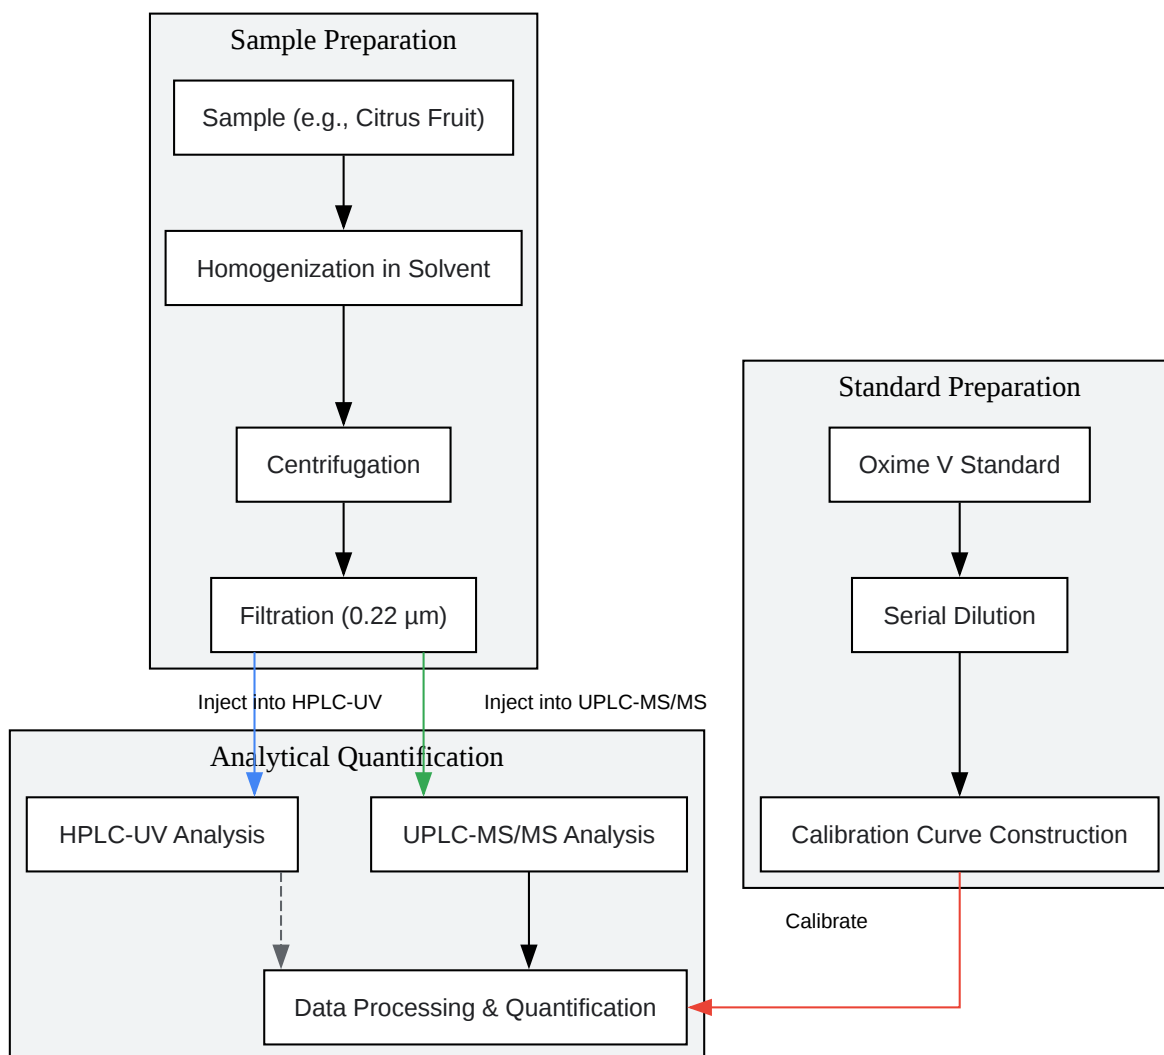 Sample Preparation
Sample (e.g., Citrus Fruit)
Homogenization in Solvent
Centrifugation
Filtration (0.22 µm)
Standard Preparation
Oxime V Standard
Serial Dilution
Calibration Curve Construction
Inject into HPLC-UV
Inject into UPLC-MS/MS
Analytical Quantification
HPLC-UV Analysis
UPLC-MS/MS Analysis
Calibrate
Data Processing & Quantification